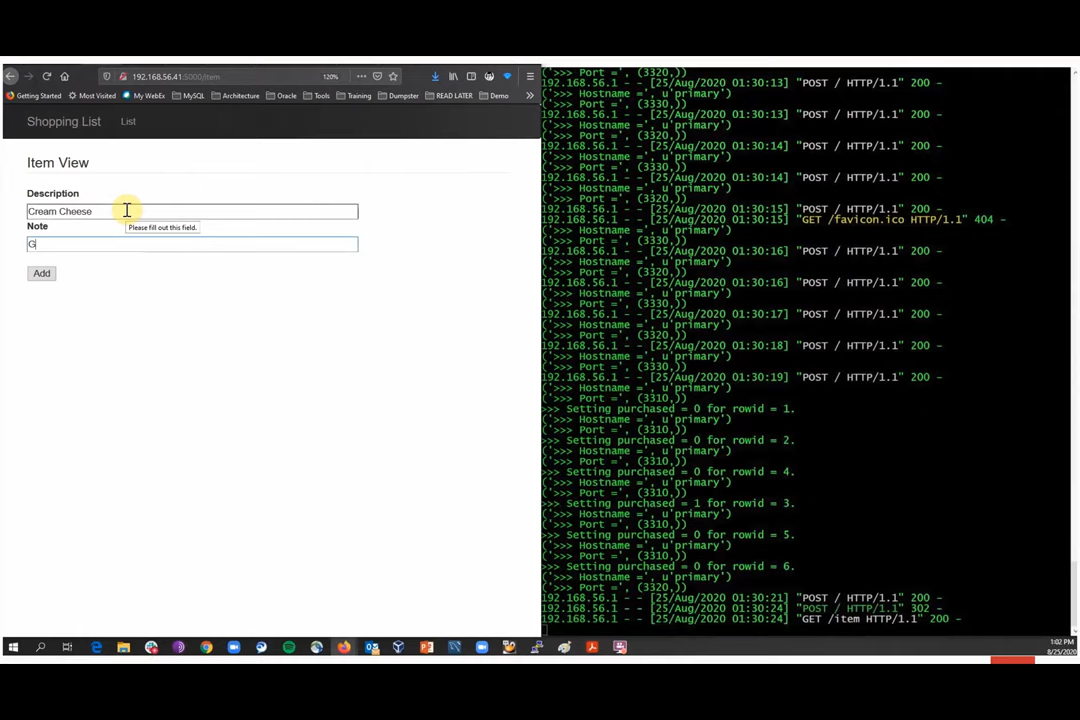 192.168.56.41:5000/item
120%
Getting Started
Most Visited
My WebEx
MySQL
Architecture
Oracle
Tools
Training
Dumpster
READ LATER
Demo
Shopping List
List
Item View
Description
Cream Cheese
Please fill out this field.
Note
G
Add
('>>> Port =', (3320,))
192.168.56.1 - - [25/Aug/2020 01:30:13] "POST / HTTP/1.1" 200 -
('>>> Hostname =', u'primary')
('>>> Port =', (3330,))
192.168.56.1 - - [25/Aug/2020 01:30:13] "POST / HTTP/1.1" 200 -
('>>> Hostname =', u'primary')
('>>> Port =', (3320,))
192.168.56.1 - - [25/Aug/2020 01:30:14] "POST / HTTP/1.1" 200 -
('>>> Hostname =', u'primary')
('>>> Port =', (3330,))
192.168.56.1 - - [25/Aug/2020 01:30:14] "POST / HTTP/1.1" 200 -
('>>> Hostname =', u'primary')
('>>> Port =', (3320,))
192.168.56.1 - - [25/Aug/2020 01:30:15] "POST / HTTP/1.1" 200 -
192.168.56.1 - - [25/Aug/2020 01:30:15] "GET /favicon.ico HTTP/1.1" 404 -
('>>> Hostname =', u'primary')
('>>> Port =', (3330,))
192.168.56.1 - - [25/Aug/2020 01:30:16] "POST / HTTP/1.1" 200 -
('>>> Hostname =', u'primary')
('>>> Port =', (3320,))
192.168.56.1 - - [25/Aug/2020 01:30:16] "POST / HTTP/1.1" 200 -
('>>> Hostname =', u'primary')
('>>> Port =', (3330,))
192.168.56.1 - - [25/Aug/2020 01:30:17] "POST / HTTP/1.1" 200 -
('>>> Hostname =', u'primary')
('>>> Port =', (3320,))
192.168.56.1 - - [25/Aug/2020 01:30:18] "POST / HTTP/1.1" 200 -
('>>> Hostname =', u'primary')
('>>> Port =', (3330,))
192.168.56.1 - - [25/Aug/2020 01:30:19] "POST / HTTP/1.1" 200 -
('>>> Hostname =', u'primary')
('>>> Port =', (3310,))
>>> Setting purchased = 0 for rowid = 1.
('>>> Hostname =', u'primary')
('>>> Port =', (3310,))
>>> Setting purchased = 0 for rowid = 2.
('>>> Hostname =', u'primary')
('>>> Port =', (3310,))
>>> Setting purchased = 0 for rowid = 4.
('>>> Hostname =', u'primary')
('>>> Port =', (3310,))
>>> Setting purchased = 1 for rowid = 3.
('>>> Hostname =', u'primary')
('>>> Port =', (3310,))
>>> Setting purchased = 0 for rowid = 5.
('>>> Hostname =', u'primary')
('>>> Port =', (3310,))
>>> Setting purchased = 0 for rowid = 6.
('>>> Hostname =', u'primary')
('>>> Port =', (3320,))
192.168.56.1 - - [25/Aug/2020 01:30:21] "POST / HTTP/1.1" 200 -
192.168.56.1 - - [25/Aug/2020 01:30:24] "POST / HTTP/1.1" 302 -
192.168.56.1 - - [25/Aug/2020 01:30:24] "GET /item HTTP/1.1" 200 -
1:02 PM
8/25/2020